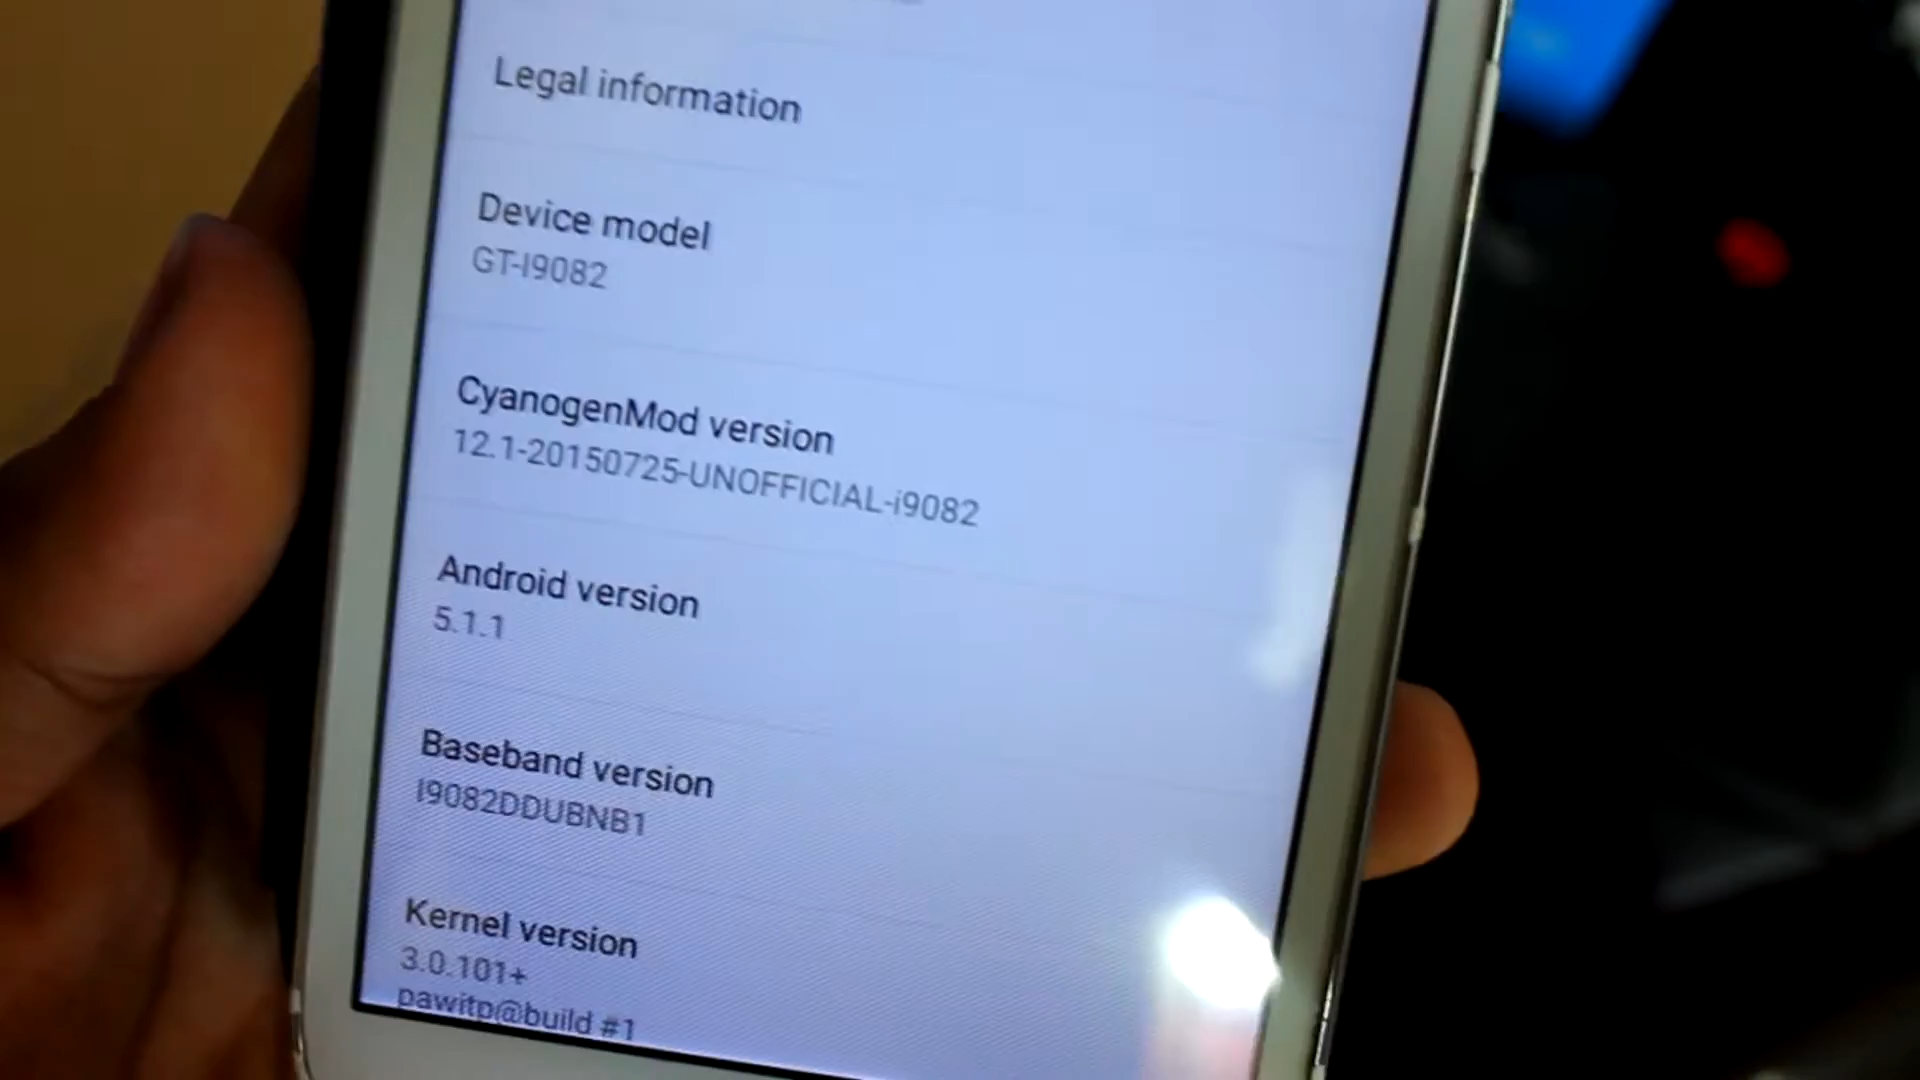 Legal information
Device model
GT-I9082
CyanogenMod version
12.1-20150725-UNOFFICIAL-i9082
Android version
5.1.1
Baseband version
I9082DDUBNB1
Kernel version
3.0.101+
pawitp@build #1